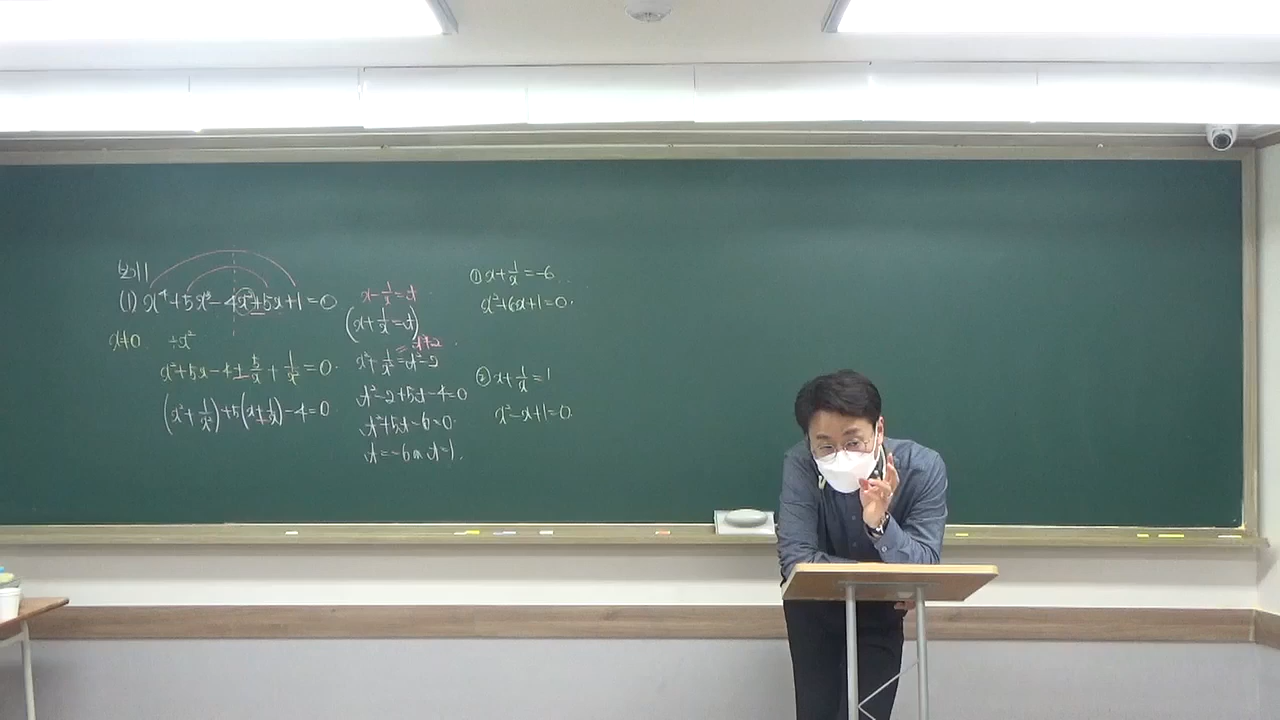 (1) x⁴+5x³-4x²+5x+1=0
x≠0 ÷x²
x²+5x-4+5/x+1/x²=0
(x²+1/x²)+5(x+1/x)-4=0
x-1/x=t
(x+1/x=t)
=t²+2
x²+1/x²=t²-2
t²-2+5t-4=0
t²+5t-6=0
t=-6 or t=1
① x+1/x=-6
x²+6x+1=0
② x+1/x=1
x²-x+1=0